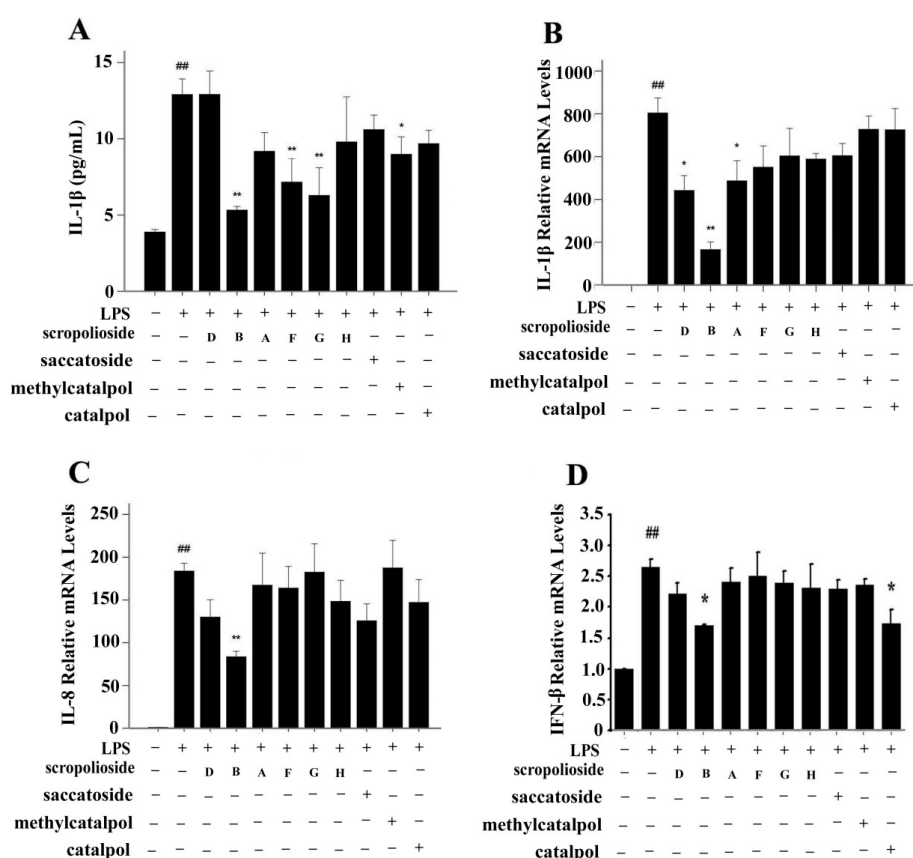 A
15
10
5
0
IL-1β (pg/mL)
## ** ** ** *
LPS – + + + + + + + + + +
scropolioside – – D B A F G H – – –
saccatoside – – – – – – – – + – –
methylcatalpol – – – – – – – – – + –
catalpol – – – – – – – – – – +
B
1000
800
600
400
200
0
IL-1β Relative mRNA Levels
## * ** *
LPS – + + + + + + + + + +
scropolioside – – D B A F G H – – –
saccatoside – – – – – – – – + – –
methylcatalpol – – – – – – – – – + –
catalpol – – – – – – – – – – +
C
250
200
150
100
50
0
IL-8 Relative mRNA Levels
## **
LPS – + + + + + + + + + +
scropolioside – – D B A F G H – – –
saccatoside – – – – – – – – + – –
methylcatalpol – – – – – – – – – + –
catalpol – – – – – – – – – – +
D
3.5
3.0
2.5
2.0
1.5
1.0
0.5
0
IFN-β Relative mRNA Levels
## * *
LPS – + + + + + + + + + +
scropolioside – – D B A F G H – – –
saccatoside – – – – – – – – + – –
methylcatalpol – – – – – – – – – + –
catalpol – – – – – – – – – – +